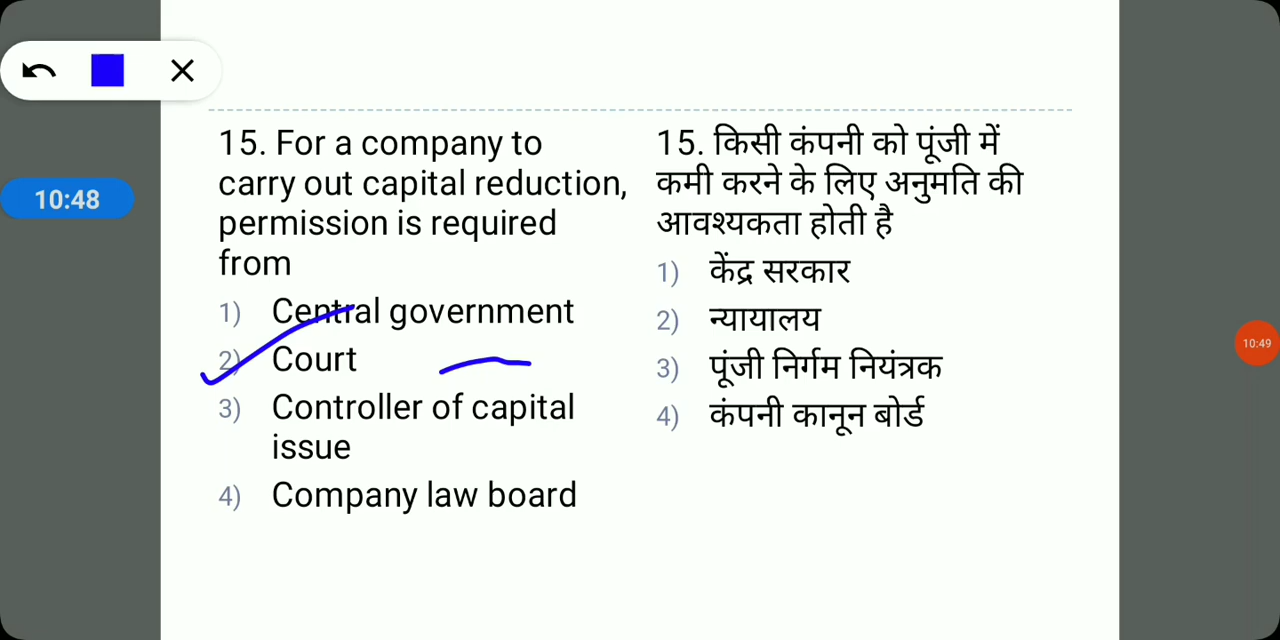 10:48
15. For a company to
carry out capital reduction,
permission is required
from
1) Central government
2) Court
3) Controller of capital
issue
4) Company law board
15. किसी कंपनी को पूंजी में
कमी करने के लिए अनुमति की
आवश्यकता होती है
1) केंद्र सरकार
2) न्यायालय
3) पूंजी निर्गम नियंत्रक
4) कंपनी कानून बोर्ड
10:49